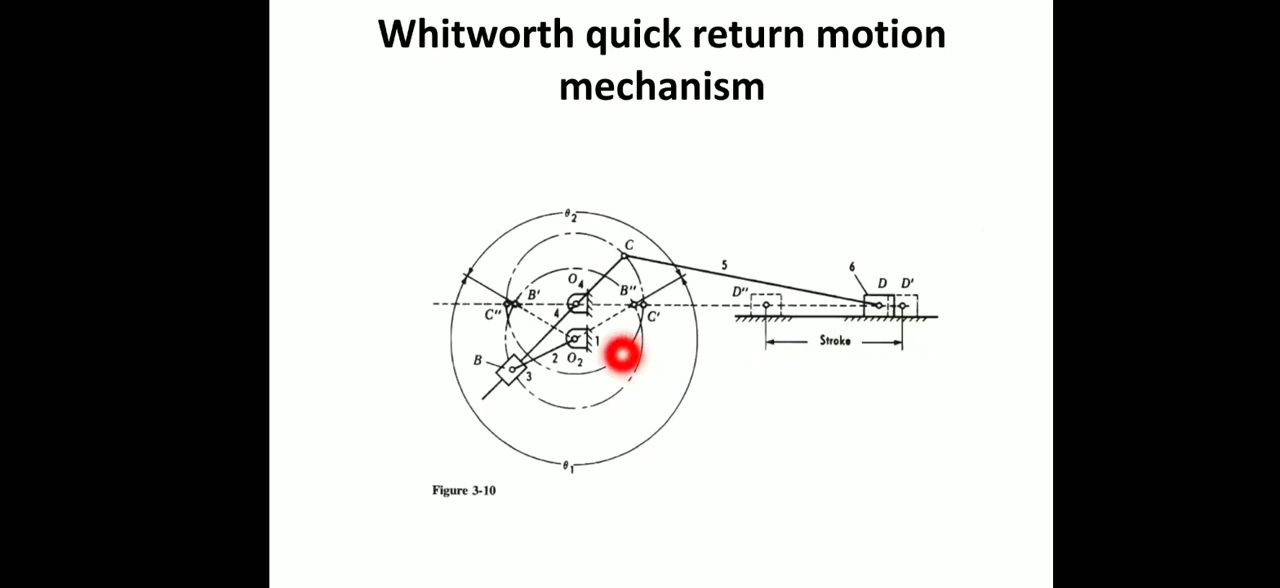 Whitworth quick return motion
mechanism
θ2
C
5
6
D D'
O4
B'
B"
D"
C"
4
C'
1
Stroke
B
2 O2
3
θ1
Figure 3-10